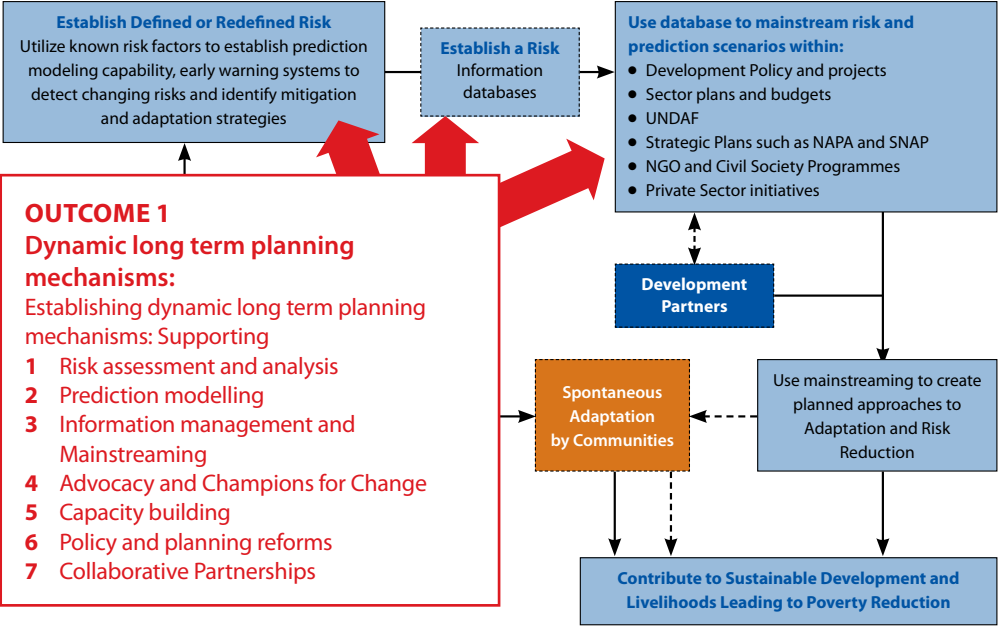 Establish Defined or Redefined Risk
Utilize known risk factors to establish prediction
modeling capability, early warning systems to
detect changing risks and identify mitigation
and adaptation strategies
Establish a Risk
Information
databases
Use database to mainstream risk and
prediction scenarios within:
• Development Policy and projects
• Sector plans and budgets
• UNDAF
• Strategic Plans such as NAPA and SNAP
• NGO and Civil Society Programmes
• Private Sector initiatives
OUTCOME 1
Dynamic long term planning
mechanisms:
Establishing dynamic long term planning
mechanisms: Supporting
1 Risk assessment and analysis
2 Prediction modelling
3 Information management and
Mainstreaming
4 Advocacy and Champions for Change
5 Capacity building
6 Policy and planning reforms
7 Collaborative Partnerships
Development
Partners
Spontaneous
Adaptation
by Communities
Use mainstreaming to create
planned approaches to
Adaptation and Risk
Reduction
Contribute to Sustainable Development and
Livelihoods Leading to Poverty Reduction